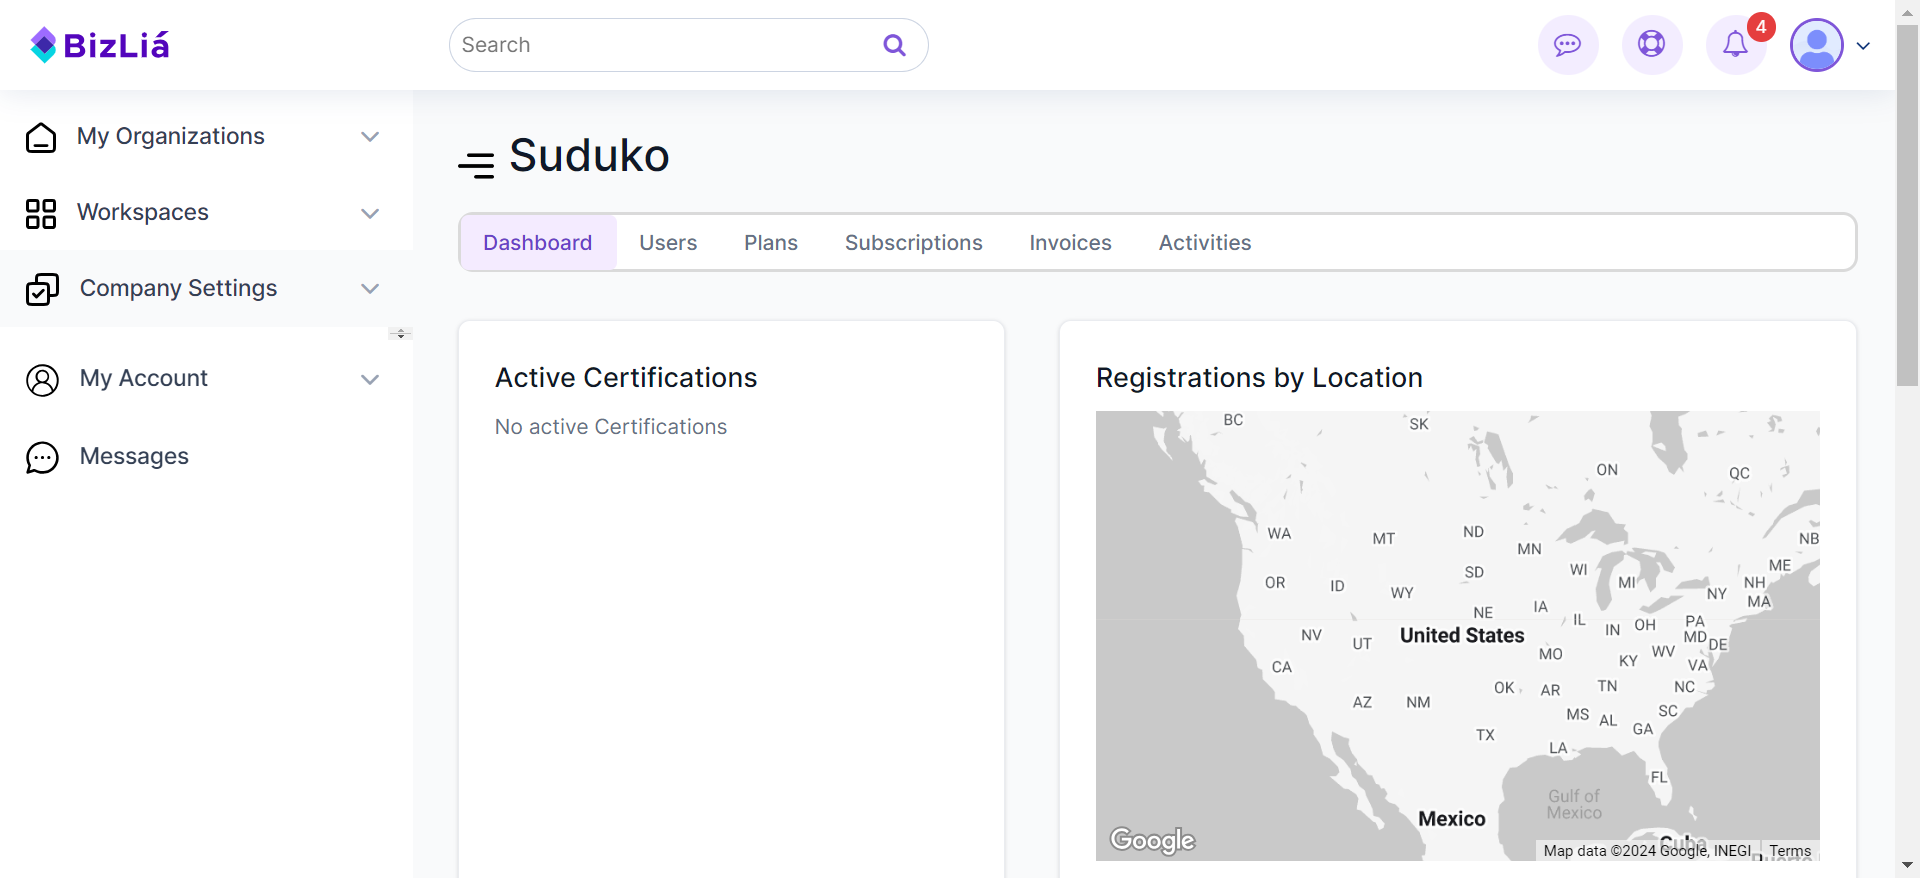 BizLiá
Search
4
My Organizations
Workspaces
Company Settings
My Account
Messages
Suduko
Dashboard Users Plans Subscriptions Invoices Activities
Active Certifications
No active Certifications
Registrations by Location
BC
SK
ON
QC
NB
WA
MT
ND
MN
ME
OR
ID
WY
SD
WI
MI
NH
NY
MA
NE
IA
IL
IN
OH
PA
MD
DE
NV
UT
United States
MO
KY
WV
VA
CA
AZ
NM
OK
AR
TN
NC
MS
AL
SC
GA
TX
LA
FL
Gulf of
Mexico
Mexico
Cuba
Google
Map data ©2024 Google, INEGI
Terms